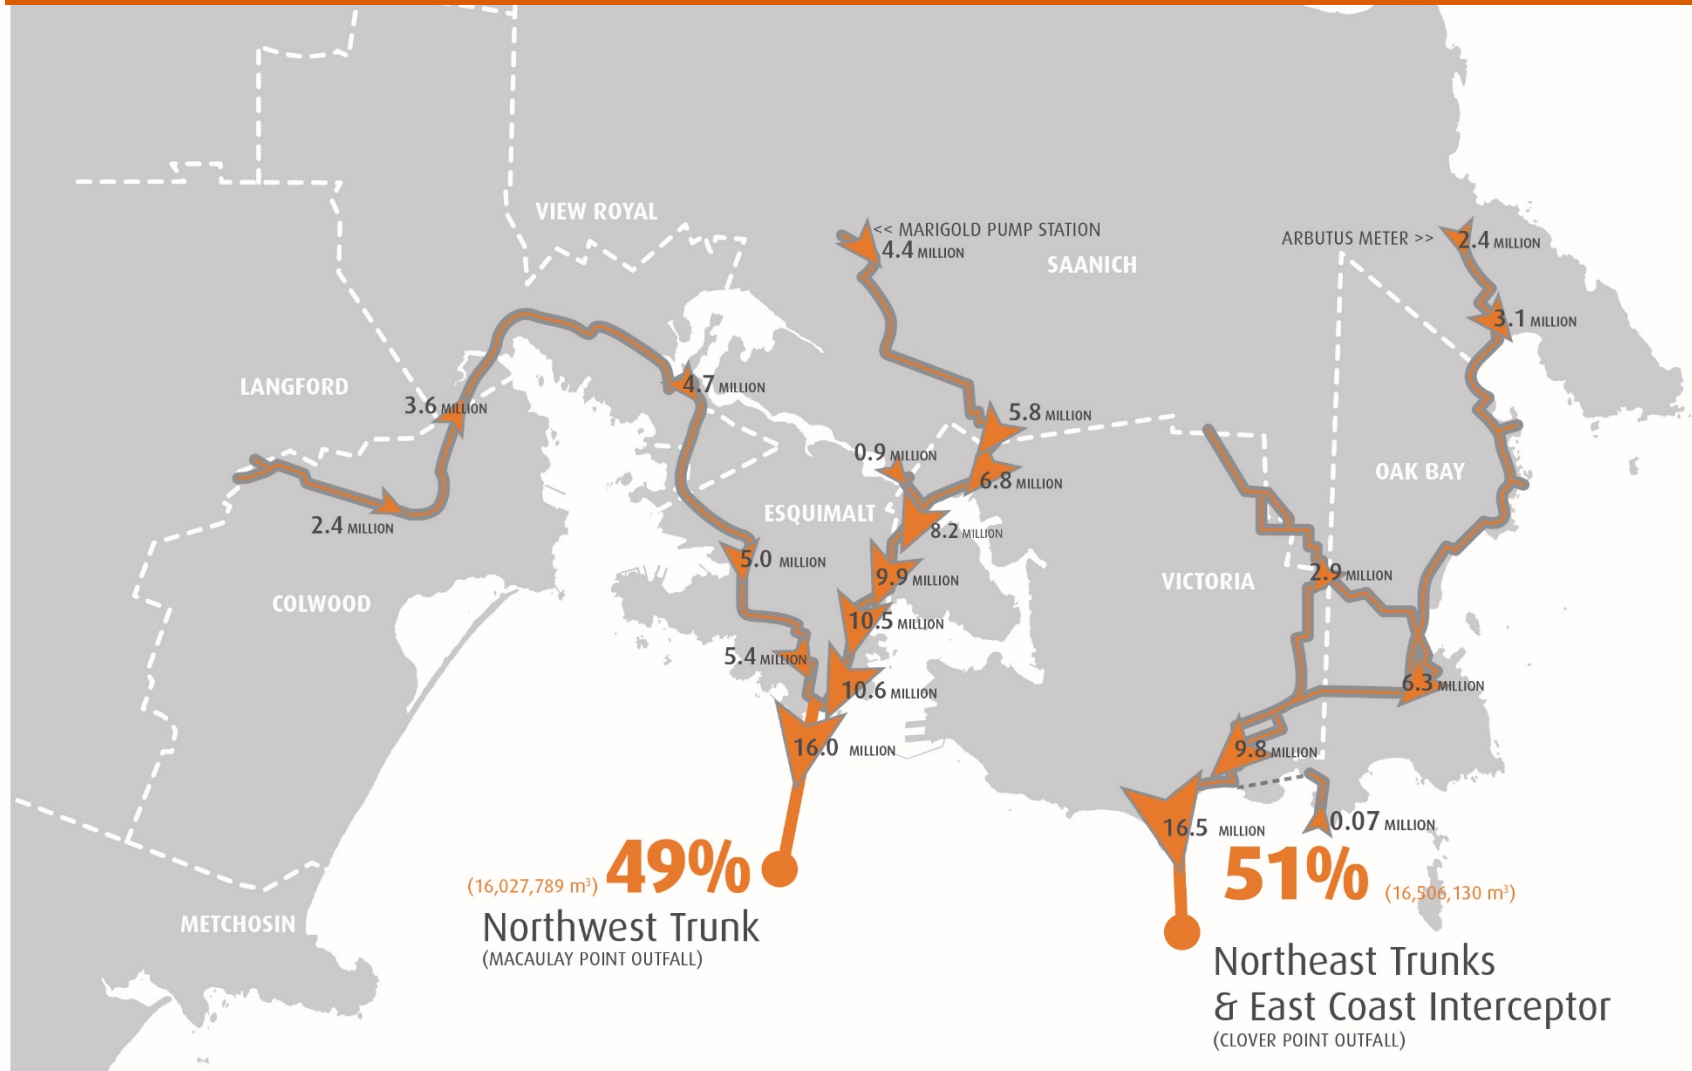 VIEW ROYAL
<< MARIGOLD PUMP STATION
4.4 MILLION
SAANICH
ARBUTUS METER >>
2.4 MILLION
3.1 MILLION
LANGFORD
3.6 MILLION
4.7 MILLION
5.8 MILLION
0.9 MILLION
6.8 MILLION
OAK BAY
2.4 MILLION
ESQUIMALT
8.2 MILLION
5.0 MILLION
9.9 MILLION
VICTORIA
2.9 MILLION
COLWOOD
10.5 MILLION
5.4 MILLION
10.6 MILLION
6.3 MILLION
16.0 MILLION
9.8 MILLION
16.5 MILLION
0.07 MILLION
(16,027,789 m³) 49%
51% (16,506,130 m³)
METCHOSIN
Northwest Trunk
(MACAULAY POINT OUTFALL)
Northeast Trunks
& East Coast Interceptor
(CLOVER POINT OUTFALL)